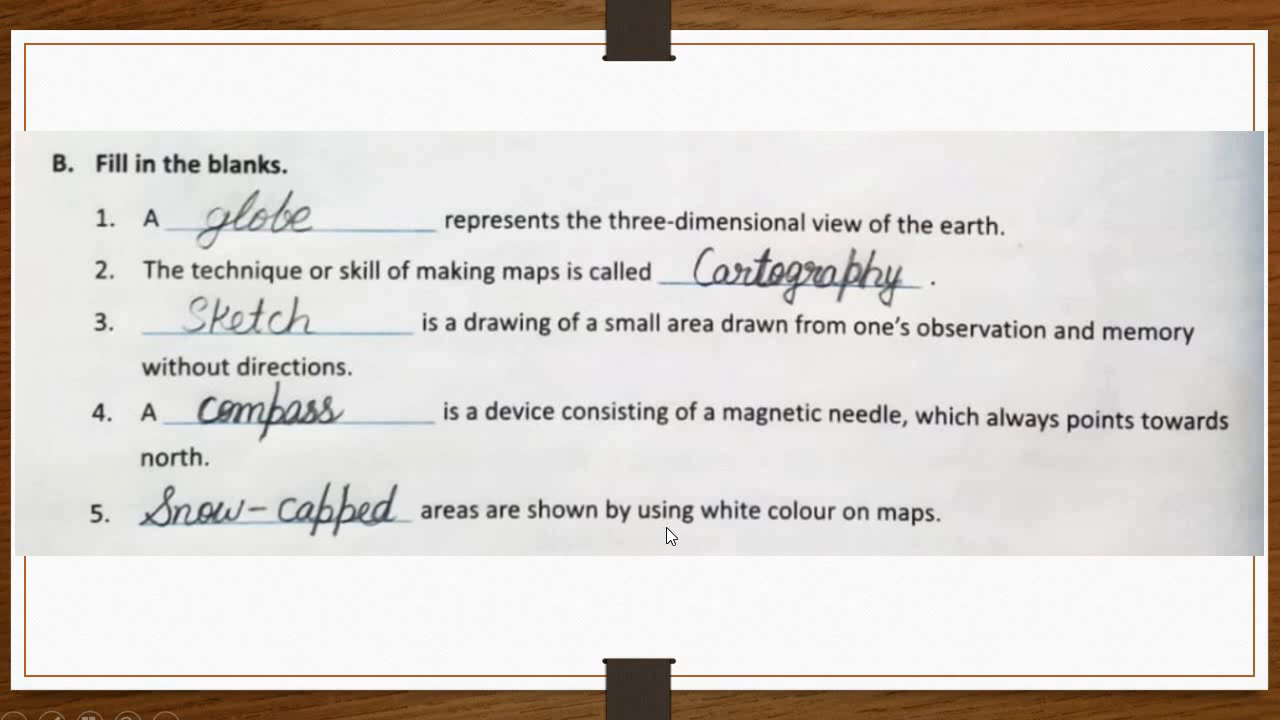 B. Fill in the blanks.
1. A globe represents the three-dimensional view of the earth.
2. The technique or skill of making maps is called Cartography .
3. Sketch is a drawing of a small area drawn from one's observation and memory
without directions.
4. A compass is a device consisting of a magnetic needle, which always points towards
north.
5. Snow-capped areas are shown by using white colour on maps.